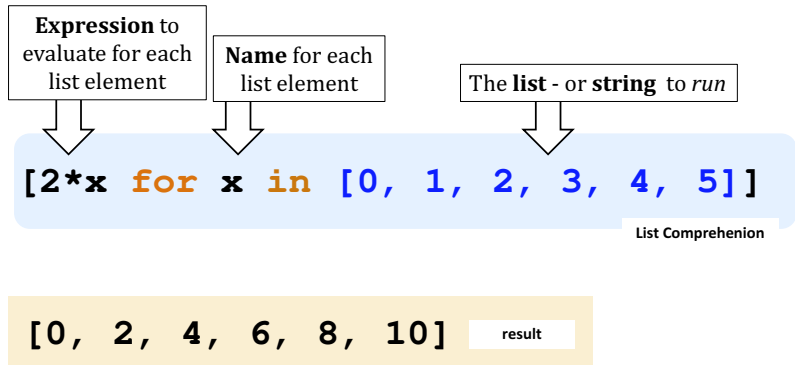 Expression to
evaluate for each
list element
Name for each
list element
The list - or string to run
[2*x for x in [0, 1, 2, 3, 4, 5]]
List Comprehenion
[0, 2, 4, 6, 8, 10]
result